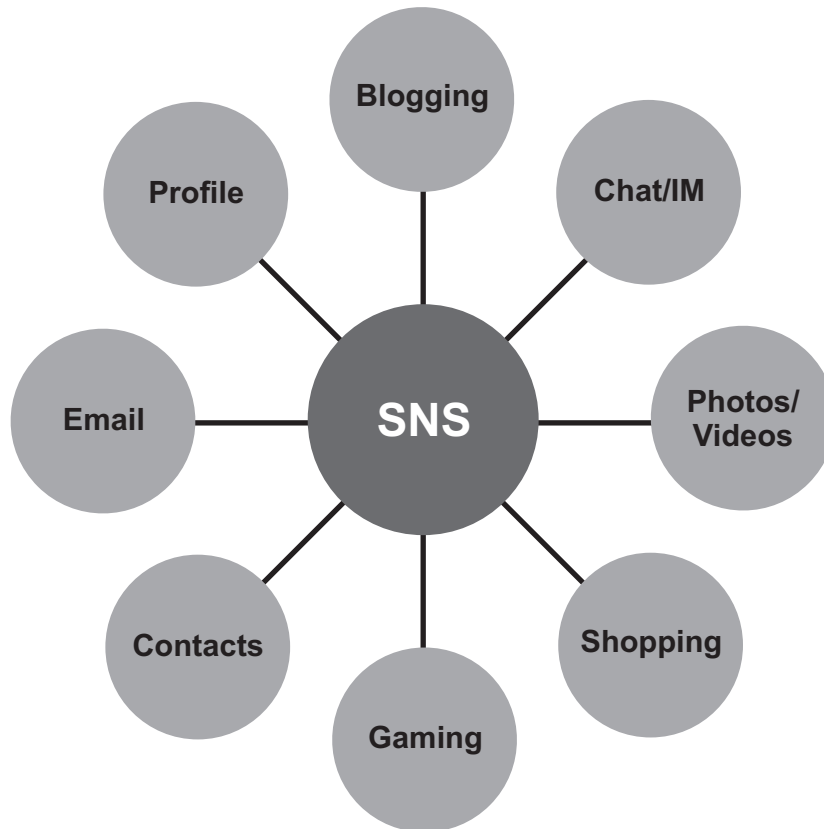 Blogging
Profile
Chat/IM
Email
SNS
Photos/
Videos
Contacts
Shopping
Gaming